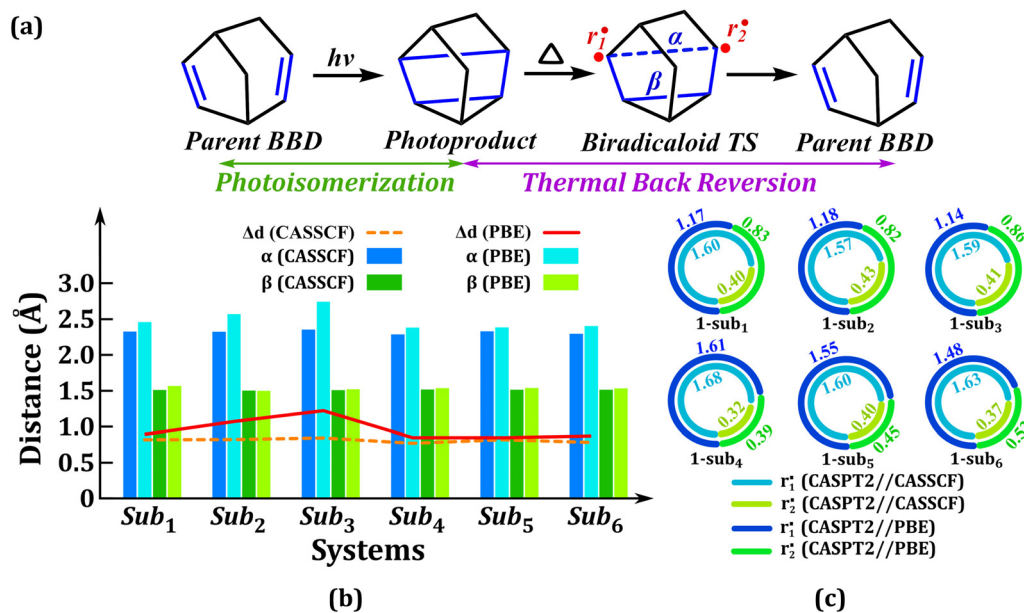 (a)
r₁• α r₂•
hν Δ
β
Parent BBD Photoproduct Biradicaloid TS Parent BBD
Photoisomerization Thermal Back Reversion
Δd (CASSCF) Δd (PBE)
α (CASSCF) α (PBE)
β (CASSCF) β (PBE)
Distance (Å)
3.0
2.5
2.0
1.5
1.0
0.5
0
Sub₁ Sub₂ Sub₃ Sub₄ Sub₅ Sub₆
Systems
(b)
1.17 0.83 1.18 0.82 1.14 0.86
1.60 0.40 1.57 0.43 1.59 0.41
1-sub₁ 1-sub₂ 1-sub₃
1.61 1.55 1.48
1.68 0.32 1.60 0.40 1.63 0.37
0.39 0.45
1-sub₄ 1-sub₅ 1-sub₆
r₁• (CASPT2//CASSCF)
r₂• (CASPT2//CASSCF)
r₁• (CASPT2//PBE)
r₂• (CASPT2//PBE)
(c)